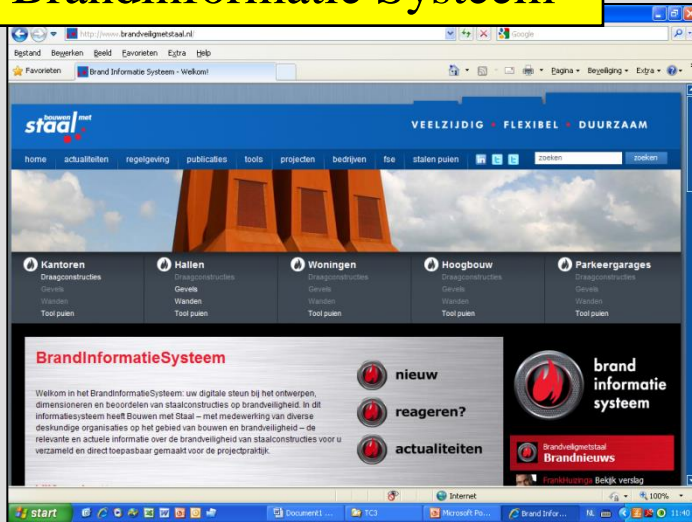 BrandInformatie Systeem
http://www.brandveiligmetstaal.nl/
Google
Bestand Bewerken Beeld Favorieten Extra Help
Favorieten Brand Informatie Systeem - Welkom!
Pagina Beveiliging Extra
bouwen met
staal
VEELZIJDIG • FLEXIBEL • DUURZAAM
home actualiteiten regelgeving publicaties tools projecten bedrijven fse stalen puien in t t zoeken zoeken
Kantoren Hallen Woningen Hoogbouw Parkeergarages
Draagconstructies Draagconstructies Draagconstructies Draagconstructies Draagconstructies
Gevels Gevels Gevels Gevels Gevels
Wanden Wanden Wanden Wanden Wanden
Tool puien Tool puien Tool puien Tool puien Tool puien
BrandInformatieSysteem
Welkom in het BrandInformatieSysteem: uw digitale steun bij het ontwerpen,
dimensioneren en beoordelen van staalconstructies op brandveiligheid. In dit
informatiesysteem heeft Bouwen met Staal – met medewerking van diverse
deskundige organisaties op het gebied van bouwen en brandveiligheid – de
relevante en actuele informatie over de brandveiligheid van staalconstructies voor u
verzameld en direct toepasbaar gemaakt voor de projectpraktijk.
nieuw
reageren?
actualiteiten
brand
informatie
systeem
Brandveiligmetstaal
Brandnieuws
FrankHuizinga Bekijk verslag
Internet 100%
start Document1 ... TC3 Microsoft Po... Brand Infor... NL 11:40